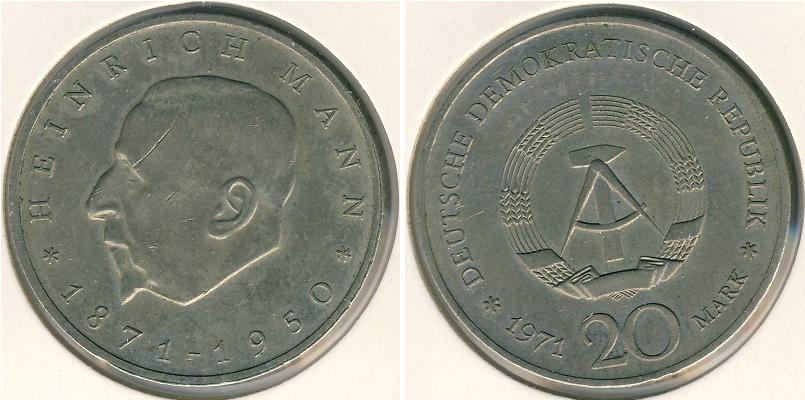 HEINRICH MANN
* 1871-1950 *
DEUTSCHE DEMOKRATISCHE REPUBLIK
* 1971 20 MARK *